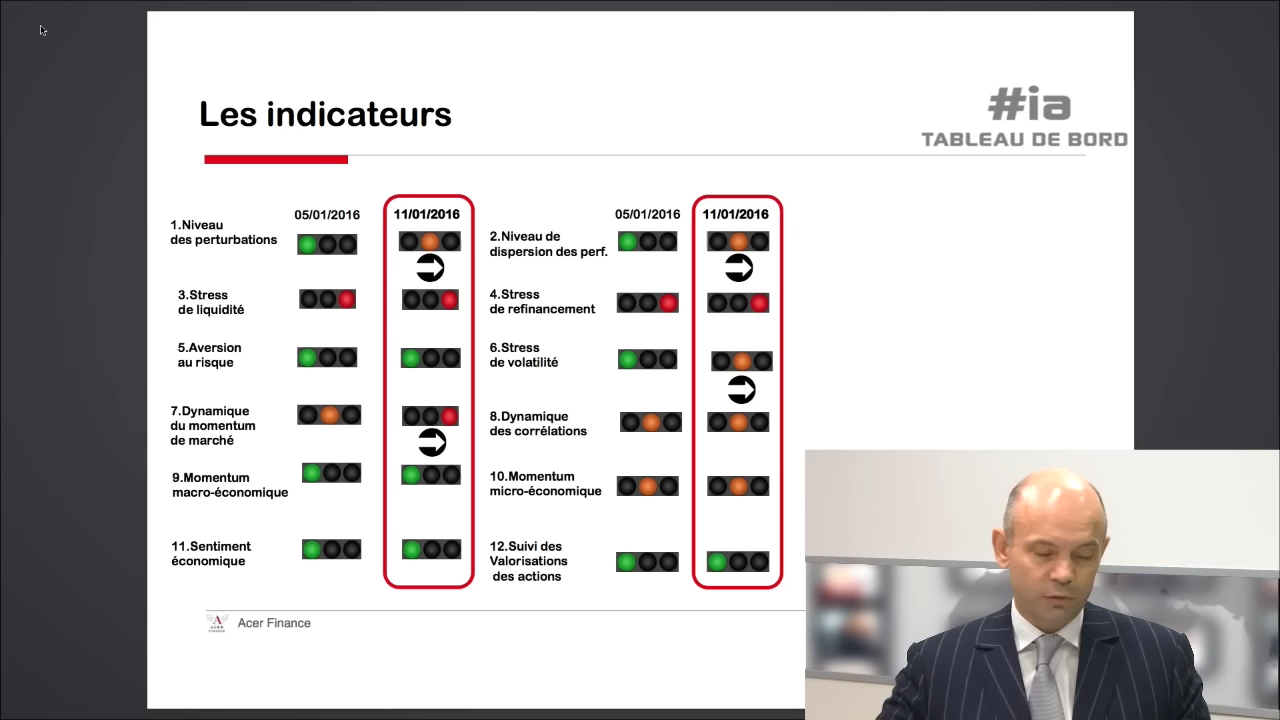 Les indicateurs
#ia
TABLEAU DE BORD
05/01/2016
11/01/2016
05/01/2016
11/01/2016
1.Niveau
des perturbations
2.Niveau de
dispersion des perf.
3.Stress
de liquidité
4.Stress
de refinancement
5.Aversion
au risque
6.Stress
de volatilité
7.Dynamique
du momentum
de marché
8.Dynamique
des corrélations
9.Momentum
macro-économique
10.Momentum
micro-économique
11.Sentiment
économique
12.Suivi des
Valorisations
des actions
A
ACER
FINANCE
Acer Finance